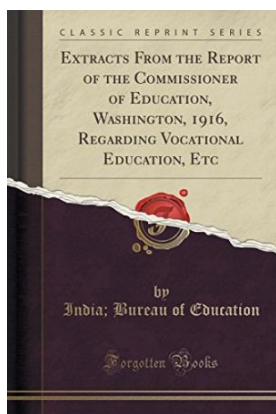 CLASSIC REPRINT SERIES
EXTRACTS FROM THE REPORT
OF THE COMMISSIONER
OF EDUCATION,
WASHINGTON, 1916,
REGARDING VOCATIONAL
EDUCATION, ETC
by
India; Bureau of Education
Forgotten Books